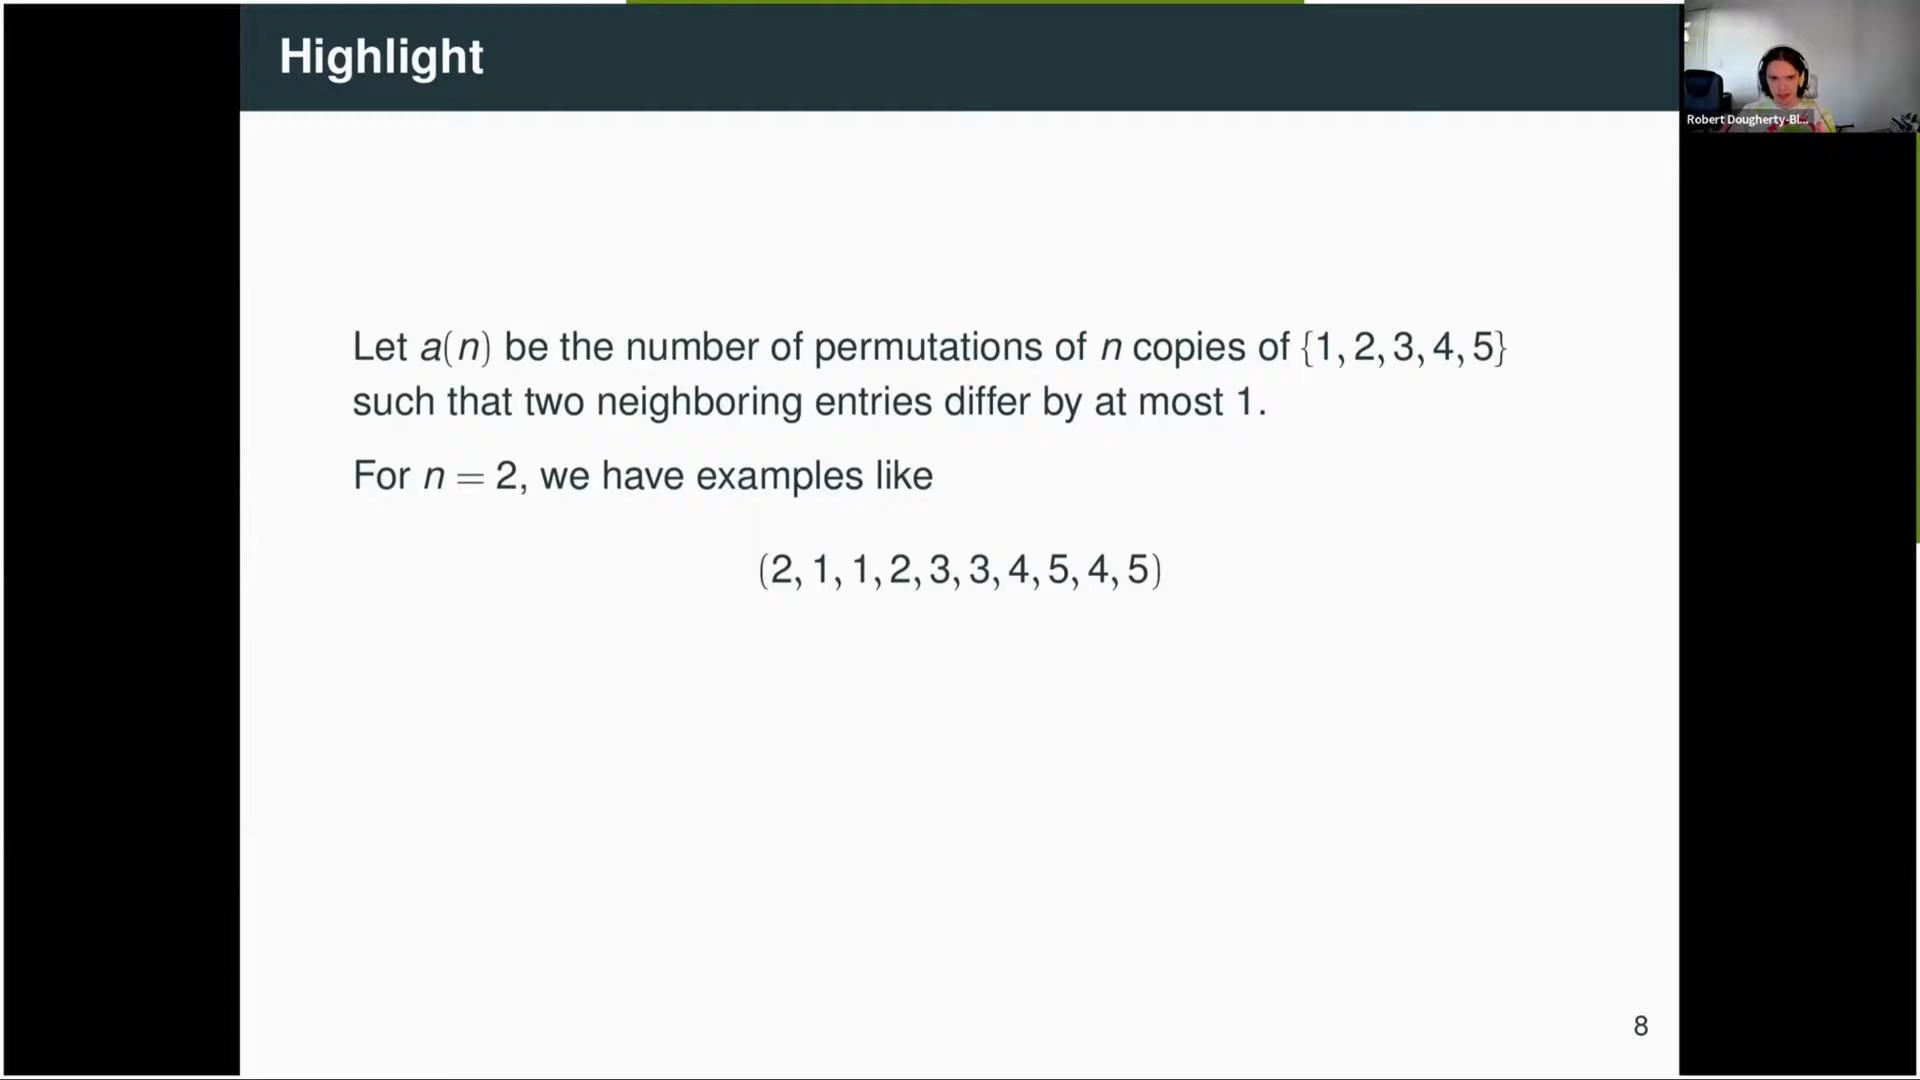 Highlight
Robert Dougherty-Bl...
Let a(n) be the number of permutations of n copies of {1, 2, 3, 4, 5}
such that two neighboring entries differ by at most 1.
For n = 2, we have examples like
(2, 1, 1, 2, 3, 3, 4, 5, 4, 5)
8